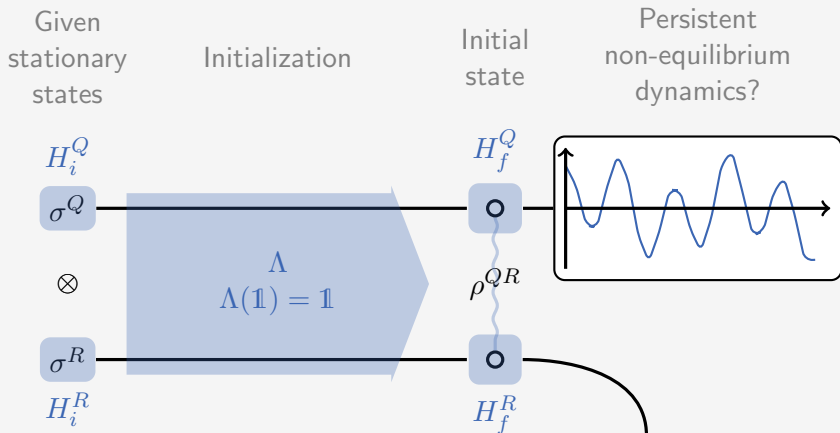 Given
stationary
states
Initialization
Initial
state
Persistent
non-equilibrium
dynamics?
H_i^Q
H_f^Q
σ^Q
⊗
Λ
Λ(𝟙) = 𝟙
ρ^{QR}
σ^R
H_i^R
H_f^R